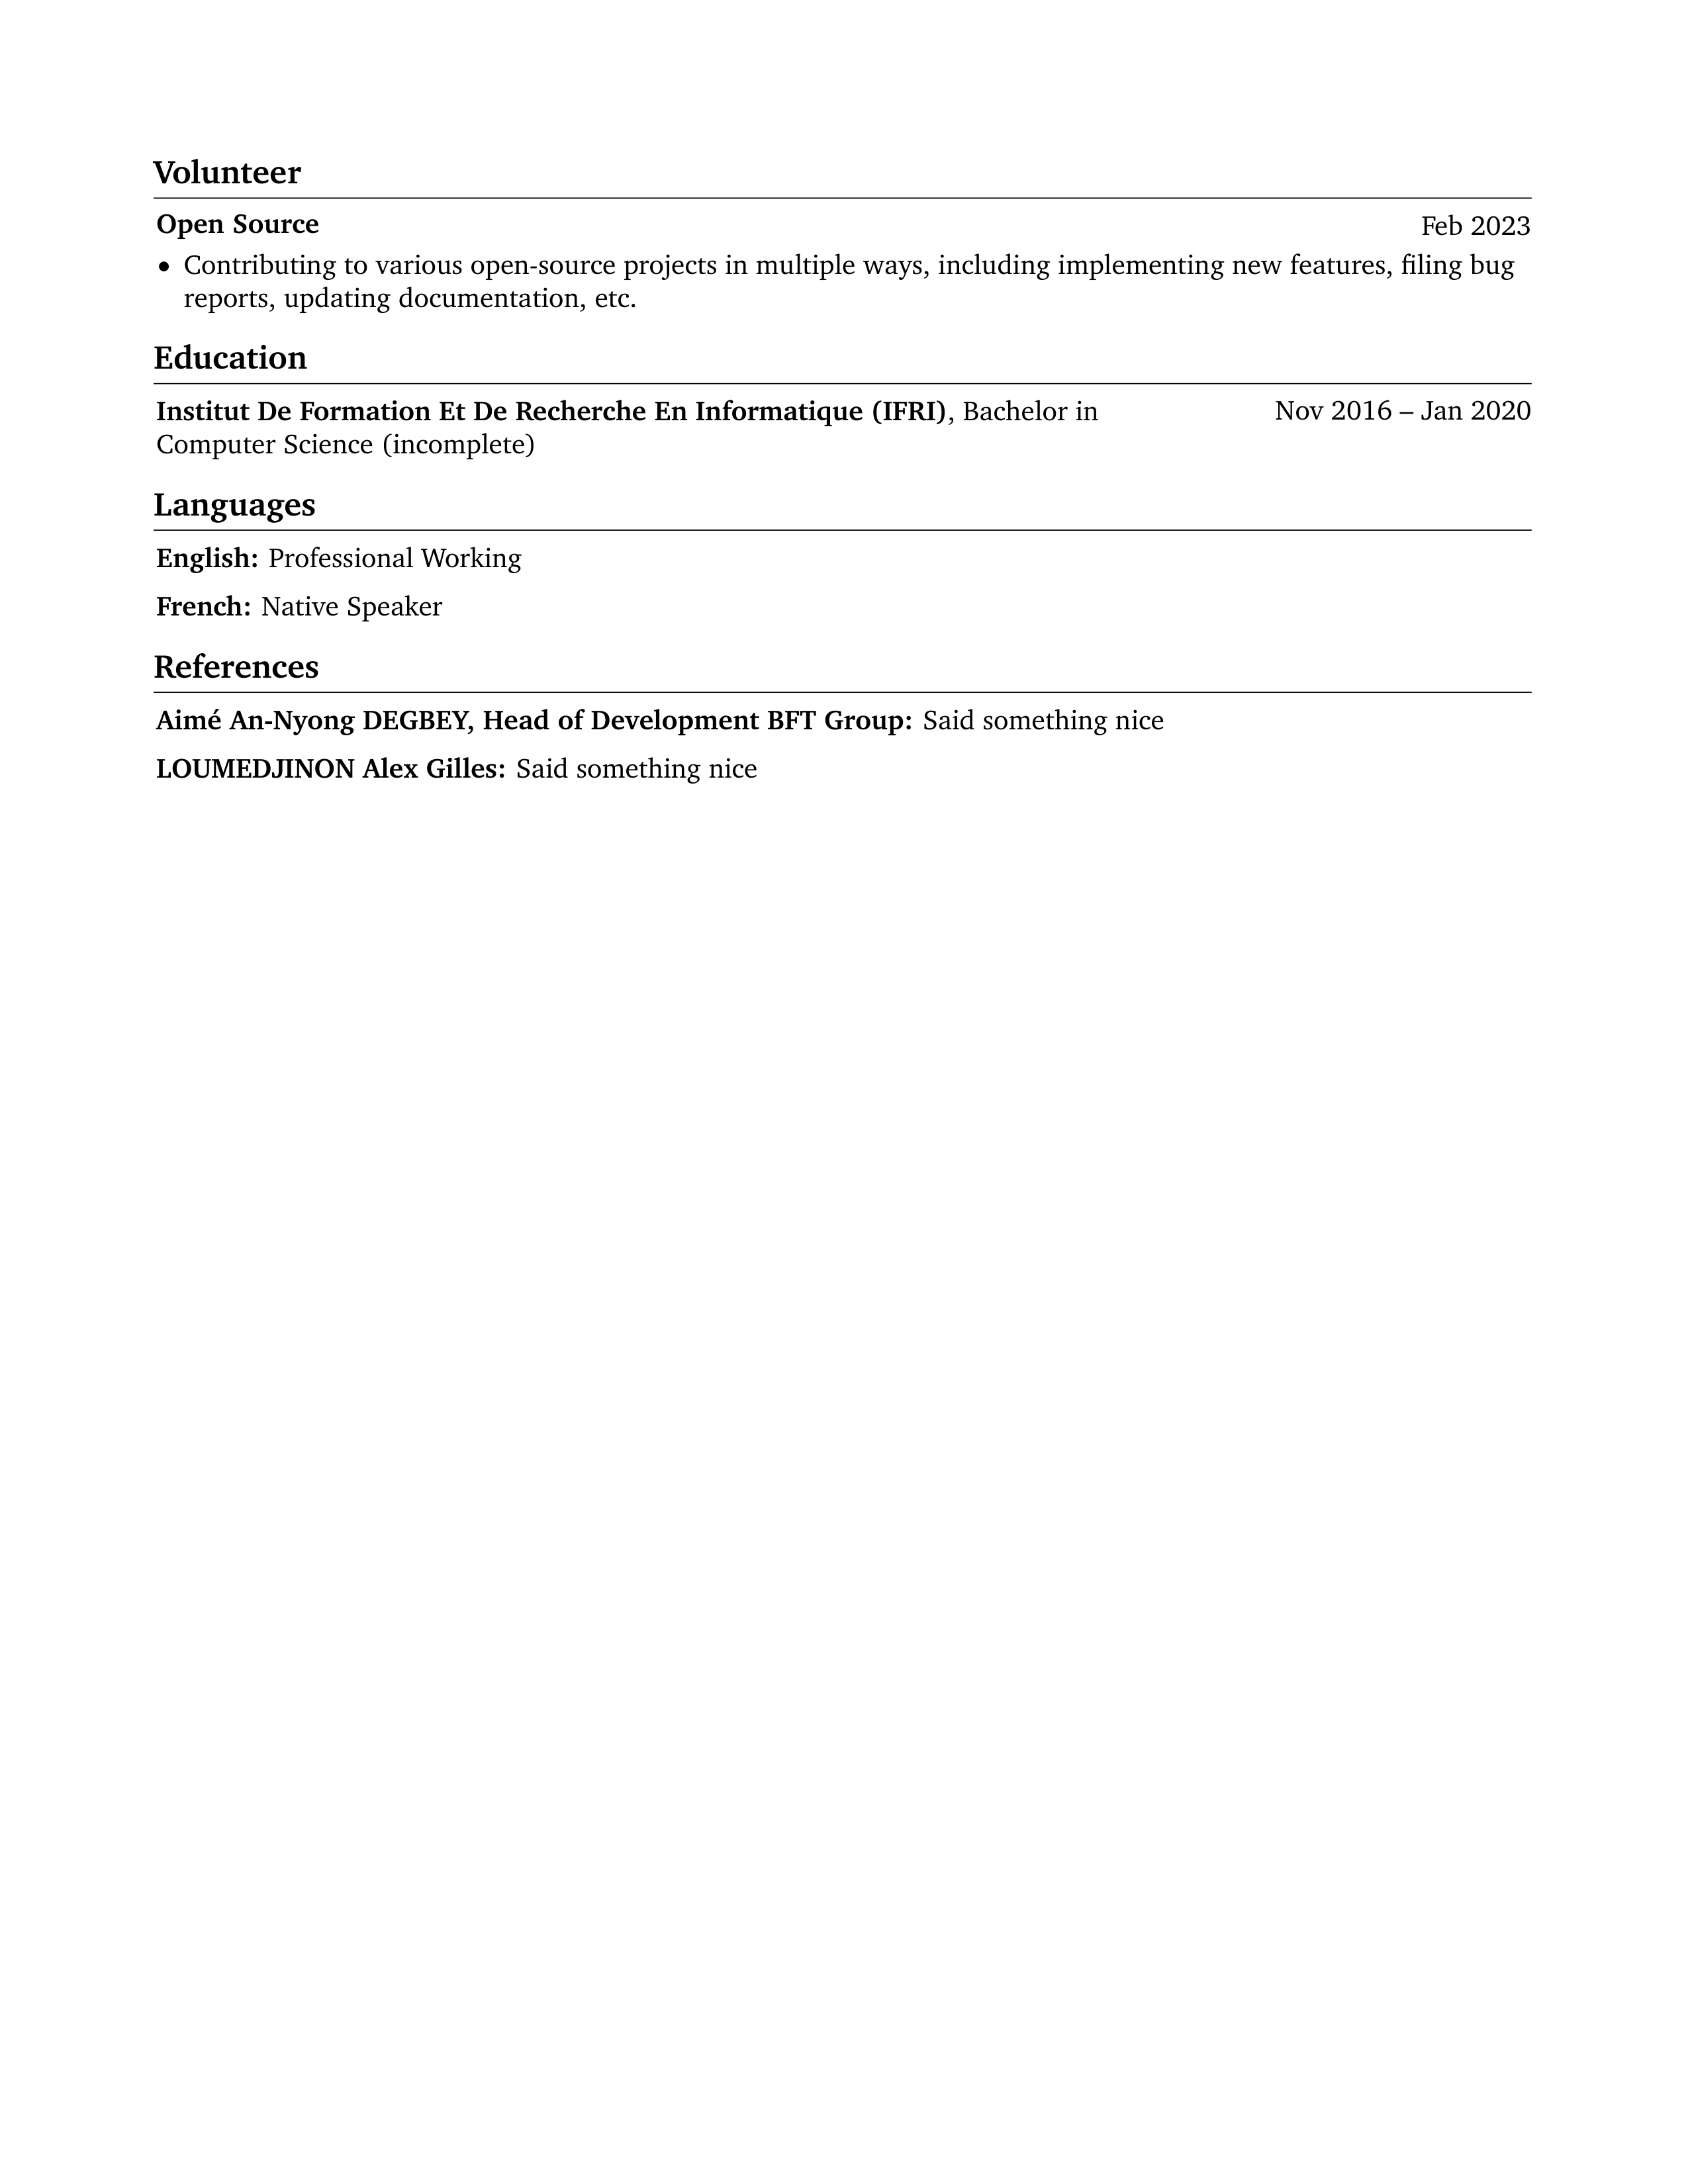 Volunteer
Open Source Feb 2023
• Contributing to various open-source projects in multiple ways, including implementing new features, filing bug
reports, updating documentation, etc.
Education
Institut De Formation Et De Recherche En Informatique (IFRI), Bachelor in Nov 2016 – Jan 2020
Computer Science (incomplete)
Languages
English: Professional Working
French: Native Speaker
References
Aimé An-Nyong DEGBEY, Head of Development BFT Group: Said something nice
LOUMEDJINON Alex Gilles: Said something nice